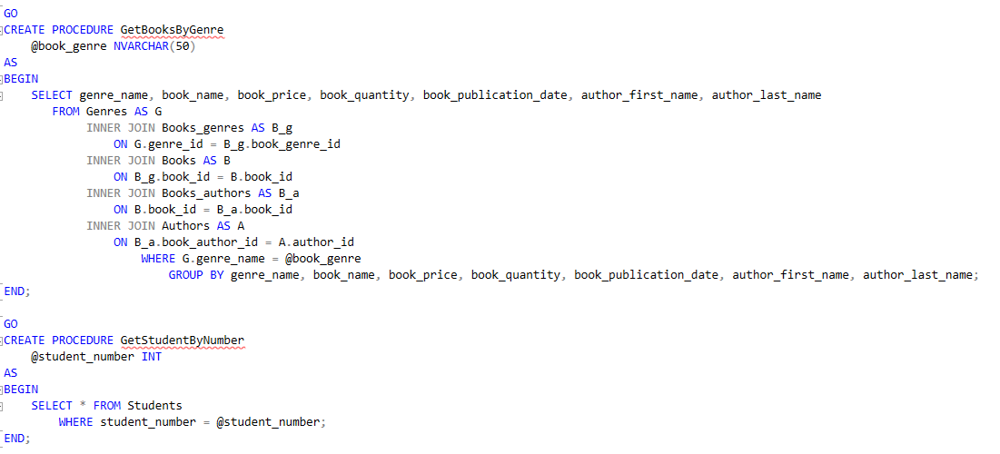 GO
CREATE PROCEDURE GetBooksByGenre
@book_genre NVARCHAR(50)
AS
BEGIN
SELECT genre_name, book_name, book_price, book_quantity, book_publication_date, author_first_name, author_last_name
FROM Genres AS G
INNER JOIN Books_genres AS B_g
ON G.genre_id = B_g.book_genre_id
INNER JOIN Books AS B
ON B_g.book_id = B.book_id
INNER JOIN Books_authors AS B_a
ON B.book_id = B_a.book_id
INNER JOIN Authors AS A
ON B_a.book_author_id = A.author_id
WHERE G.genre_name = @book_genre
GROUP BY genre_name, book_name, book_price, book_quantity, book_publication_date, author_first_name, author_last_name;
END;
GO
CREATE PROCEDURE GetStudentByNumber
@student_number INT
AS
BEGIN
SELECT * FROM Students
WHERE student_number = @student_number;
END;